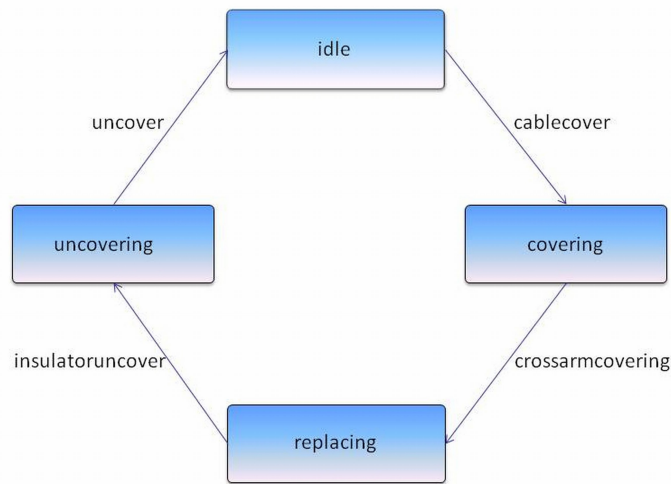 idle
uncover
cablecover
uncovering
covering
insulatoruncover
crossarmcovering
replacing